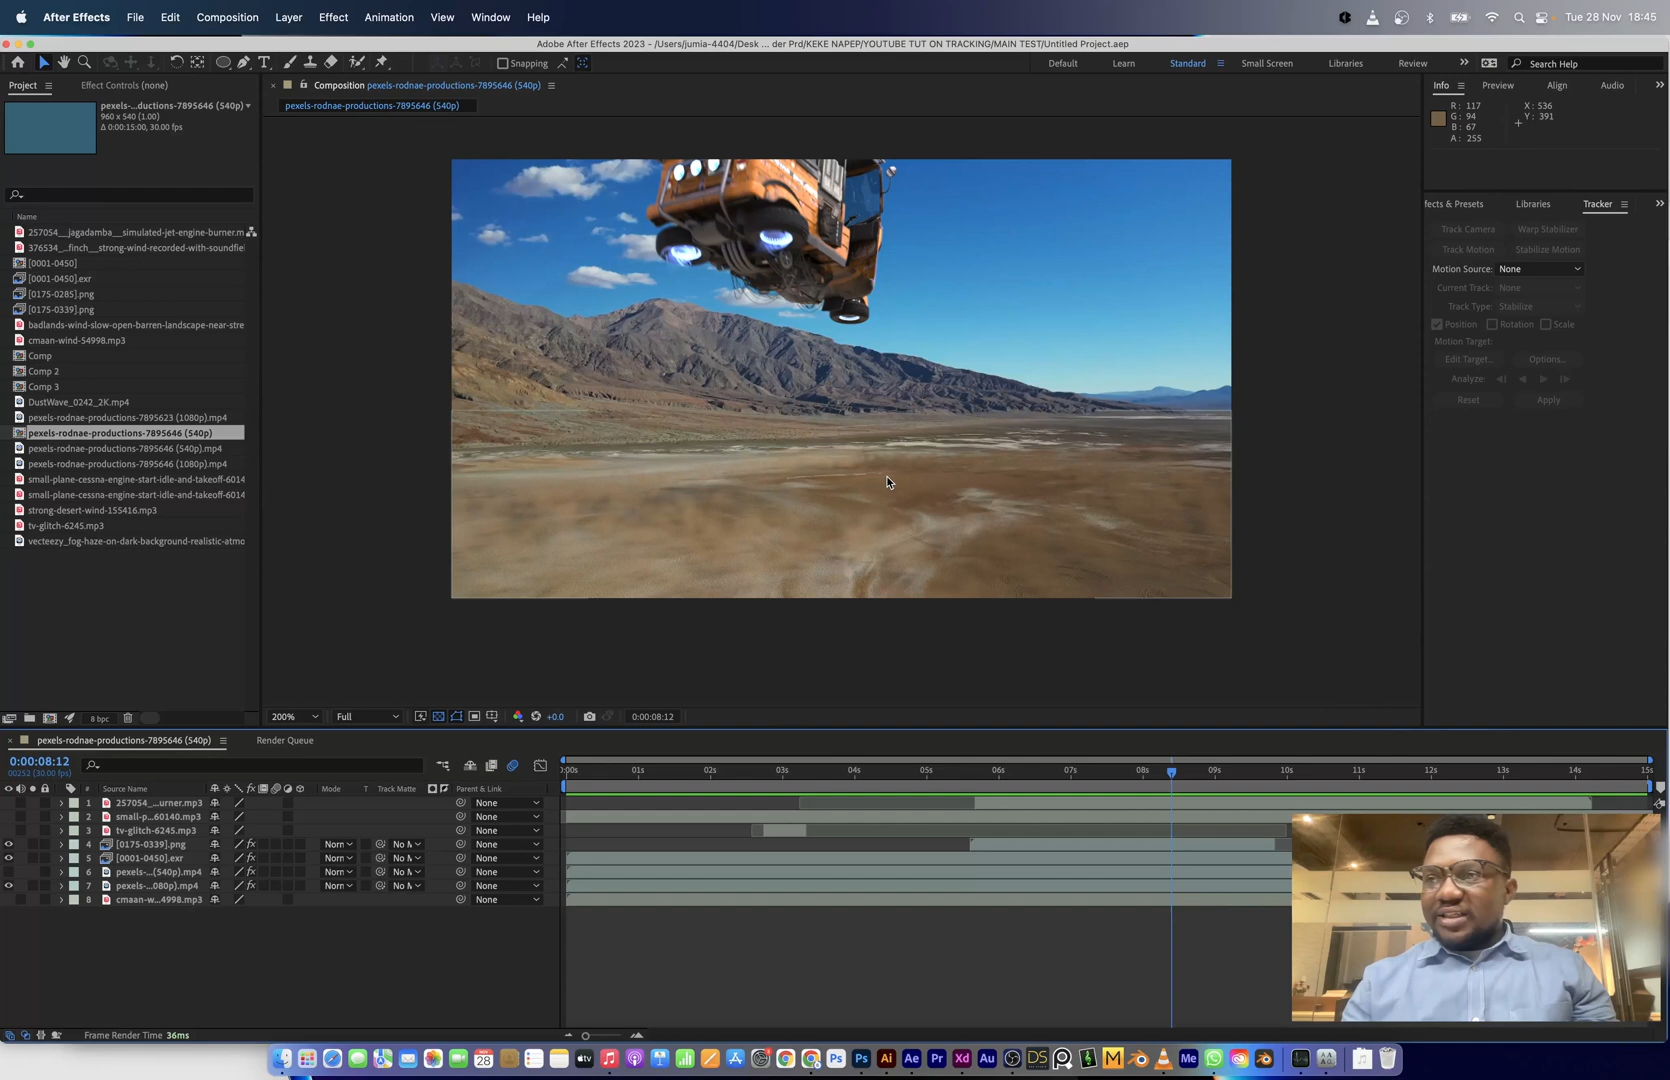 After Effects File Edit Composition Layer Effect Animation View Window Help Tue 28 Nov 18:45
Adobe After Effects 2023 - /Users/jumia-4404/Desk ... der Prd/KEKE NAPEP/YOUTUBE TUT ON TRACKING/MAIN TEST/Untitled Project.aep
Snapping Default Learn Standard Small Screen Libraries Review Search Help
Project Effect Controls (none)
pexels-...ductions-7895646 (540p)
960 x 540 (1.00)
Δ 0:00:15:00, 30.00 fps
Name
257054__jagadamba__simulated-jet-engine-burner.m
376534__finch__strong-wind-recorded-with-soundfie
[0001-0450]
[0001-0450].exr
[0175-0285].png
[0175-0339].png
badlands-wind-slow-open-barren-landscape-near-stre
cmaan-wind-54998.mp3
Comp
Comp 2
Comp 3
DustWave_0242_2K.mp4
pexels-rodnae-productions-7895623 (1080p).mp4
pexels-rodnae-productions-7895646 (540p)
pexels-rodnae-productions-7895646 (540p).mp4
pexels-rodnae-productions-7895646 (1080p).mp4
small-plane-cessna-engine-start-idle-and-takeoff-6014
small-plane-cessna-engine-start-idle-and-takeoff-6014
strong-desert-wind-155416.mp3
tv-glitch-6245.mp3
vecteezy_fog-haze-on-dark-background-realistic-atmo
8 bpc
Composition pexels-rodnae-productions-7895646 (540p)
pexels-rodnae-productions-7895646 (540p)
200% Full +0.0 0:00:08:12
Info Preview Align Audio
R: 117 X: 536
G: 94 Y: 391
B: 67
A: 255
fects & Presets Libraries Tracker
Track Camera Warp Stabilizer
Track Motion Stabilize Motion
Motion Source: None
Current Track: None
Track Type: Stabilize
Position Rotation Scale
Motion Target:
Edit Target... Options...
Analyze:
Reset Apply
pexels-rodnae-productions-7895646 (540p) Render Queue
0:00:08:12
00252 (30.00 fps)
:00s 01s 02s 03s 04s 05s 06s 07s 08s 09s 10s 11s 12s 13s 14s 15s
# Source Name fx Mode T Track Matte Parent & Link
1 257054_...urner.mp3 None
2 small-p...60140.mp3 None
3 tv-glitch-6245.mp3 None
4 [0175-0339].png fx Norn No M None
5 [0001-0450].exr fx Norn No M None
6 pexels-...(540p).mp4 Norn No M None
7 pexels-...080p).mp4 fx Norn No M None
8 cmaan-w...4998.mp3 None
Frame Render Time 36ms